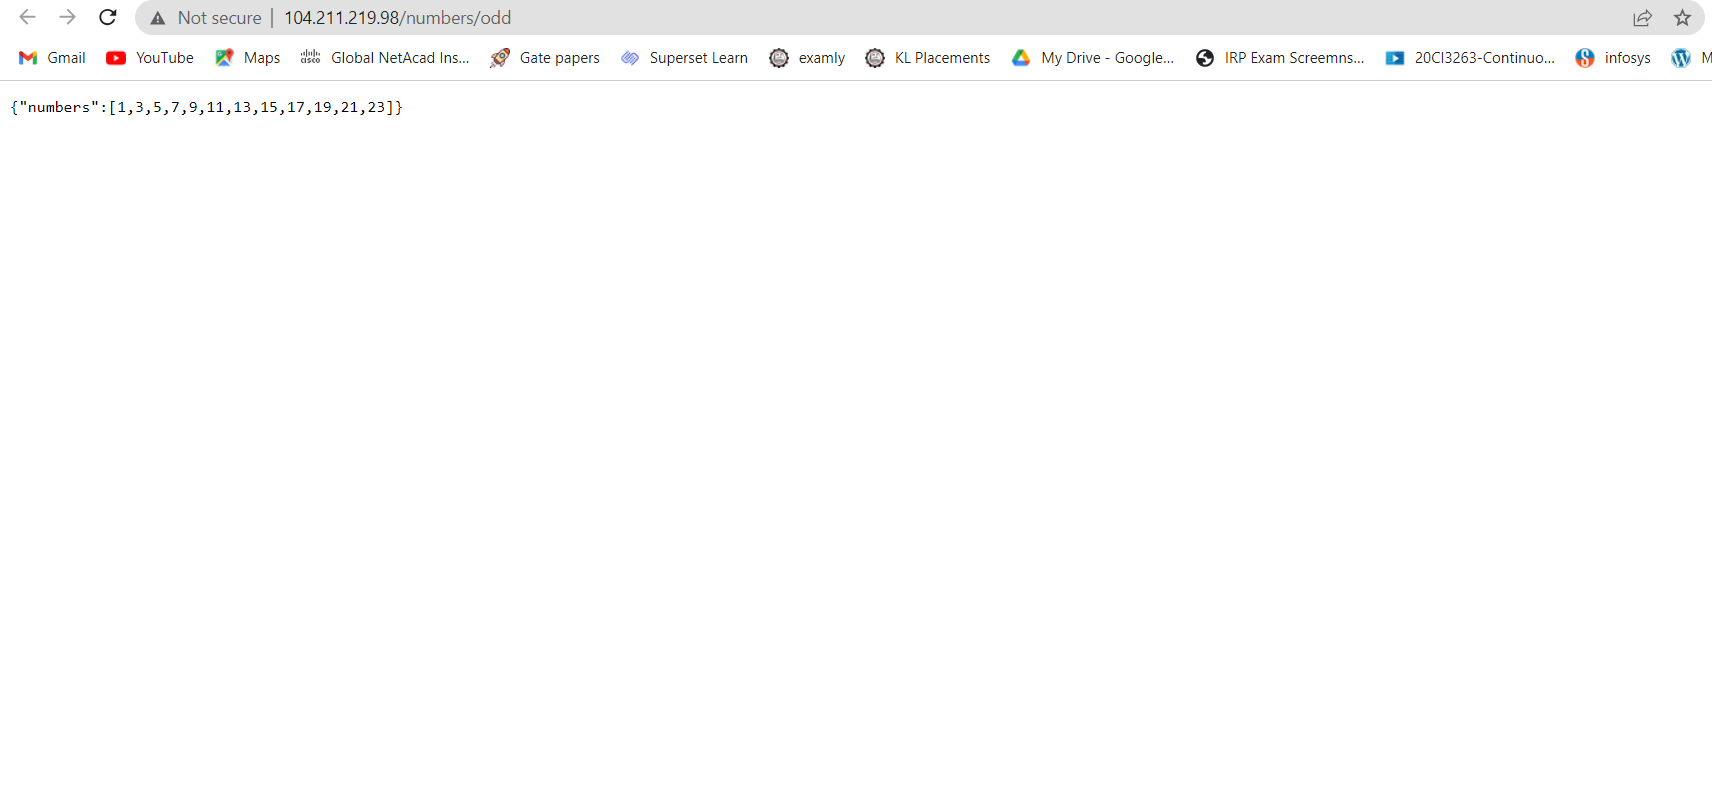 Not secure | 104.211.219.98/numbers/odd
Gmail YouTube Maps cisco Global NetAcad Ins... Gate papers Superset Learn examly KL Placements My Drive - Google... IRP Exam Screemns... 20CI3263-Continuo... infosys M
{"numbers":[1,3,5,7,9,11,13,15,17,19,21,23]}